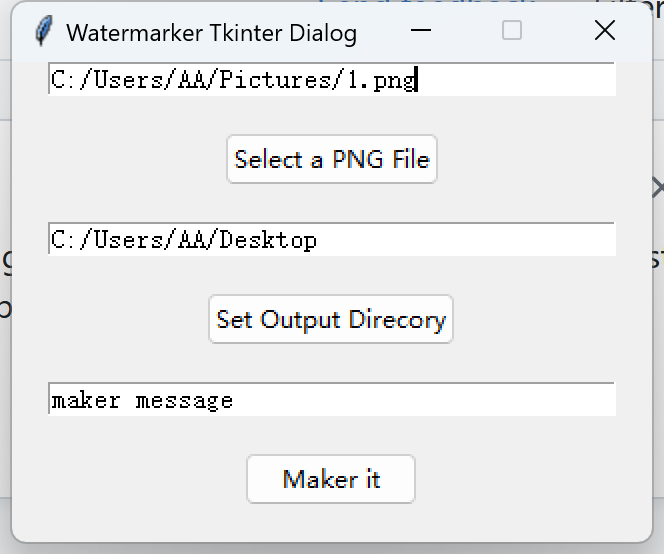 Watermarker Tkinter Dialog
C:/Users/AA/Pictures/1.png
Select a PNG File
C:/Users/AA/Desktop
Set Output Direcory
maker message
Maker it